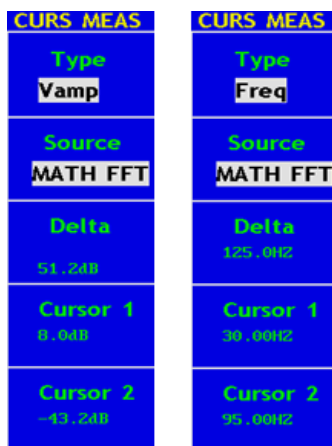 CURS MEAS
Type
Vamp
Source
MATH FFT
Delta
51.2dB
Cursor 1
8.0dB
Cursor 2
-43.2dB
CURS MEAS
Type
Freq
Source
MATH FFT
Delta
125.0HZ
Cursor 1
30.00HZ
Cursor 2
95.00HZ